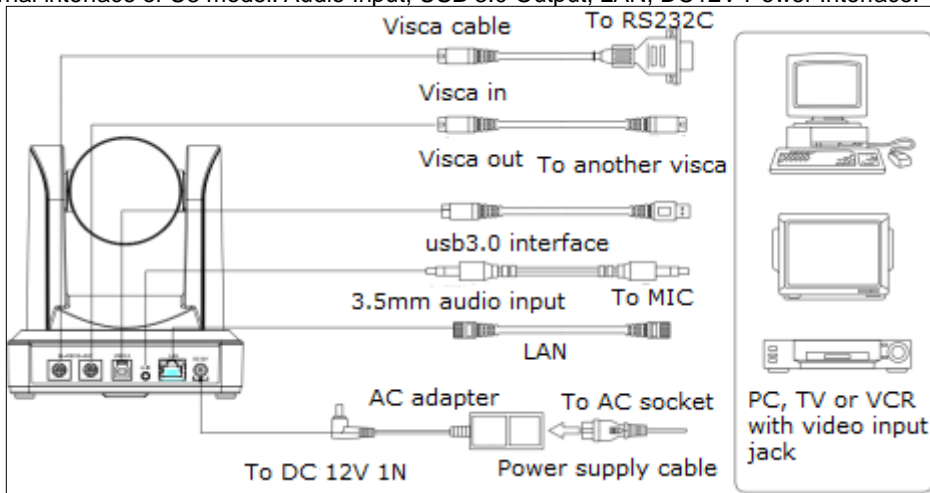 Visca cable
To RS232C
Visca in
Visca out
To another visca
usb3.0 interface
3.5mm audio input
To MIC
LAN
AC adapter
To AC socket
To DC 12V 1N
Power supply cable
PC, TV or VCR
with video input
jack